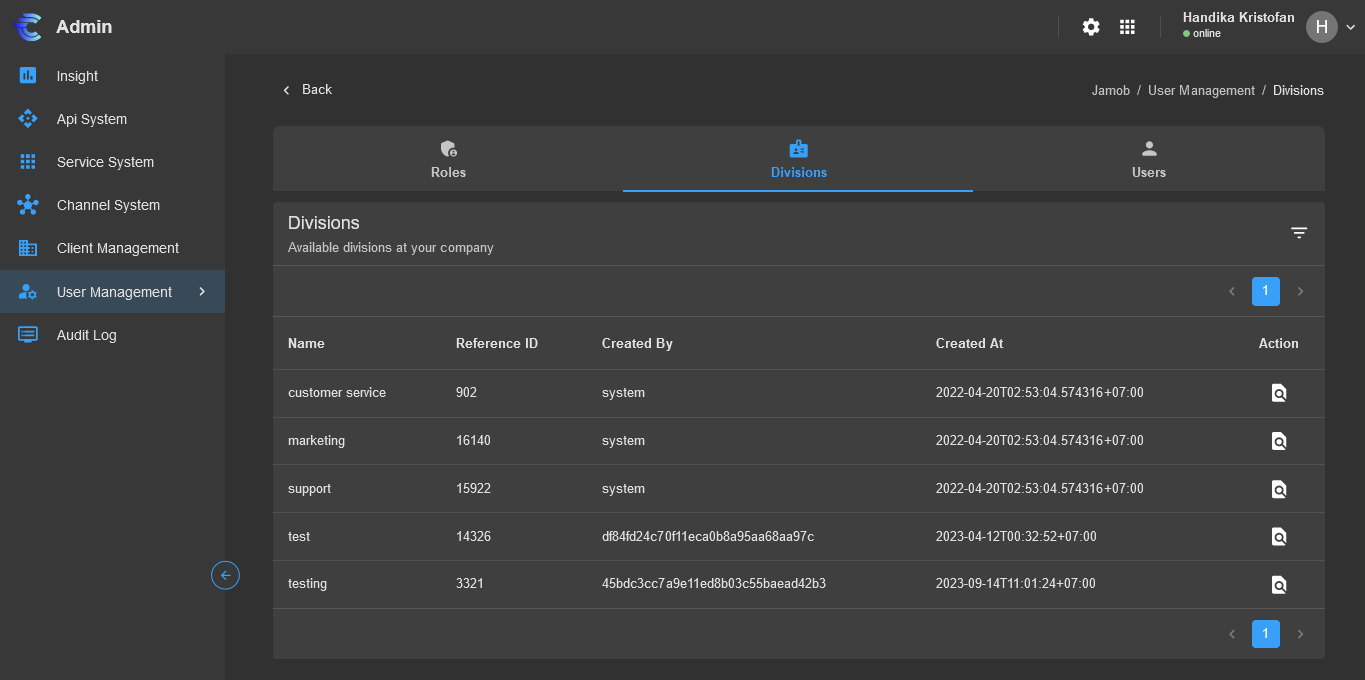 Admin
Handika Kristofan
online
H
Insight
Api System
Service System
Channel System
Client Management
User Management
Audit Log
Back
Jamob / User Management / Divisions
Roles
Divisions
Users
Divisions
Available divisions at your company
1
Name Reference ID Created By Created At Action
customer service 902 system 2022-04-20T02:53:04.574316+07:00
marketing 16140 system 2022-04-20T02:53:04.574316+07:00
support 15922 system 2022-04-20T02:53:04.574316+07:00
test 14326 df84fd24c70f11eca0b8a95aa68aa97c 2023-04-12T00:32:52+07:00
testing 3321 45bdc3cc7a9e11ed8b03c55baead42b3 2023-09-14T11:01:24+07:00
1